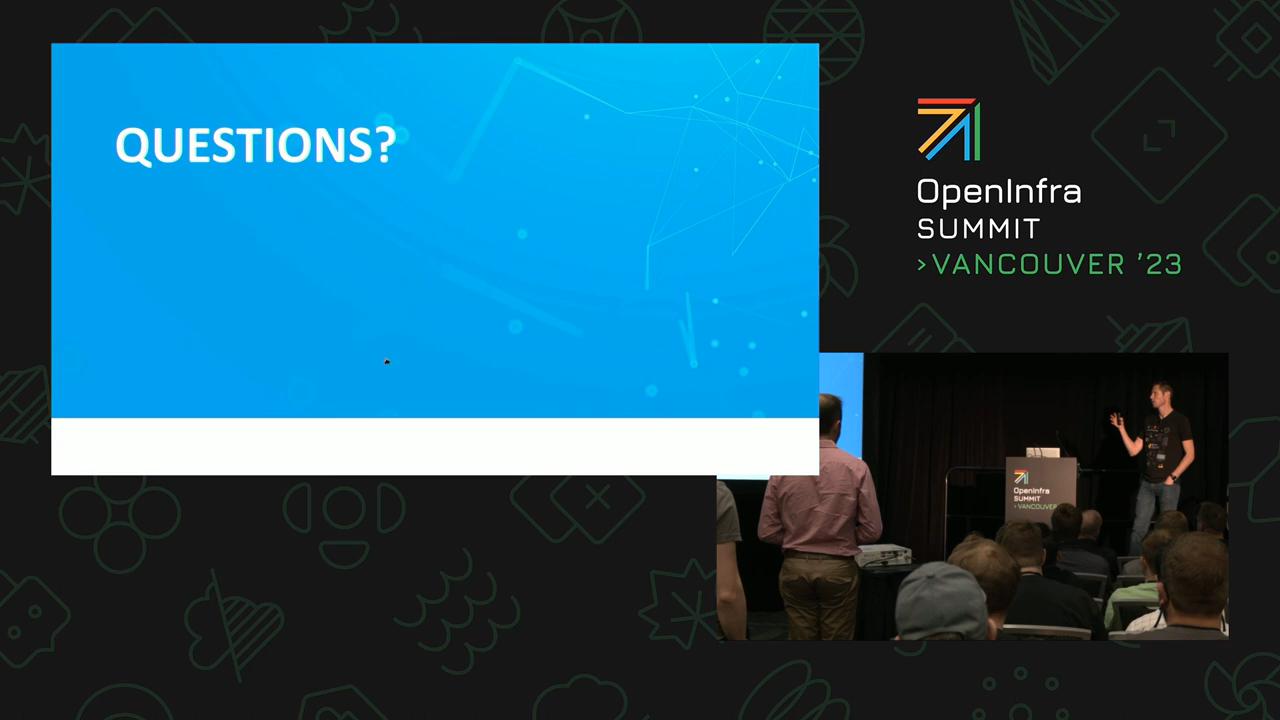 QUESTIONS?
OpenInfra
SUMMIT
>VANCOUVER '23
OpenInfra
SUMMIT
>VANCOUVER